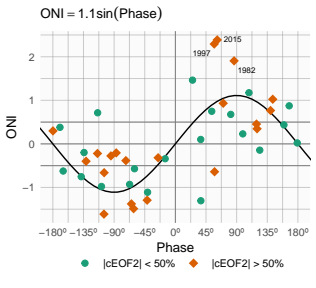 ONI = 1.1sin(Phase)
2015
1997
1982
2
1
0
−1
ONI
−180° −135° −90° −45° 0° 45° 90° 135° 180°
Phase
|cEOF2| < 50% |cEOF2| > 50%